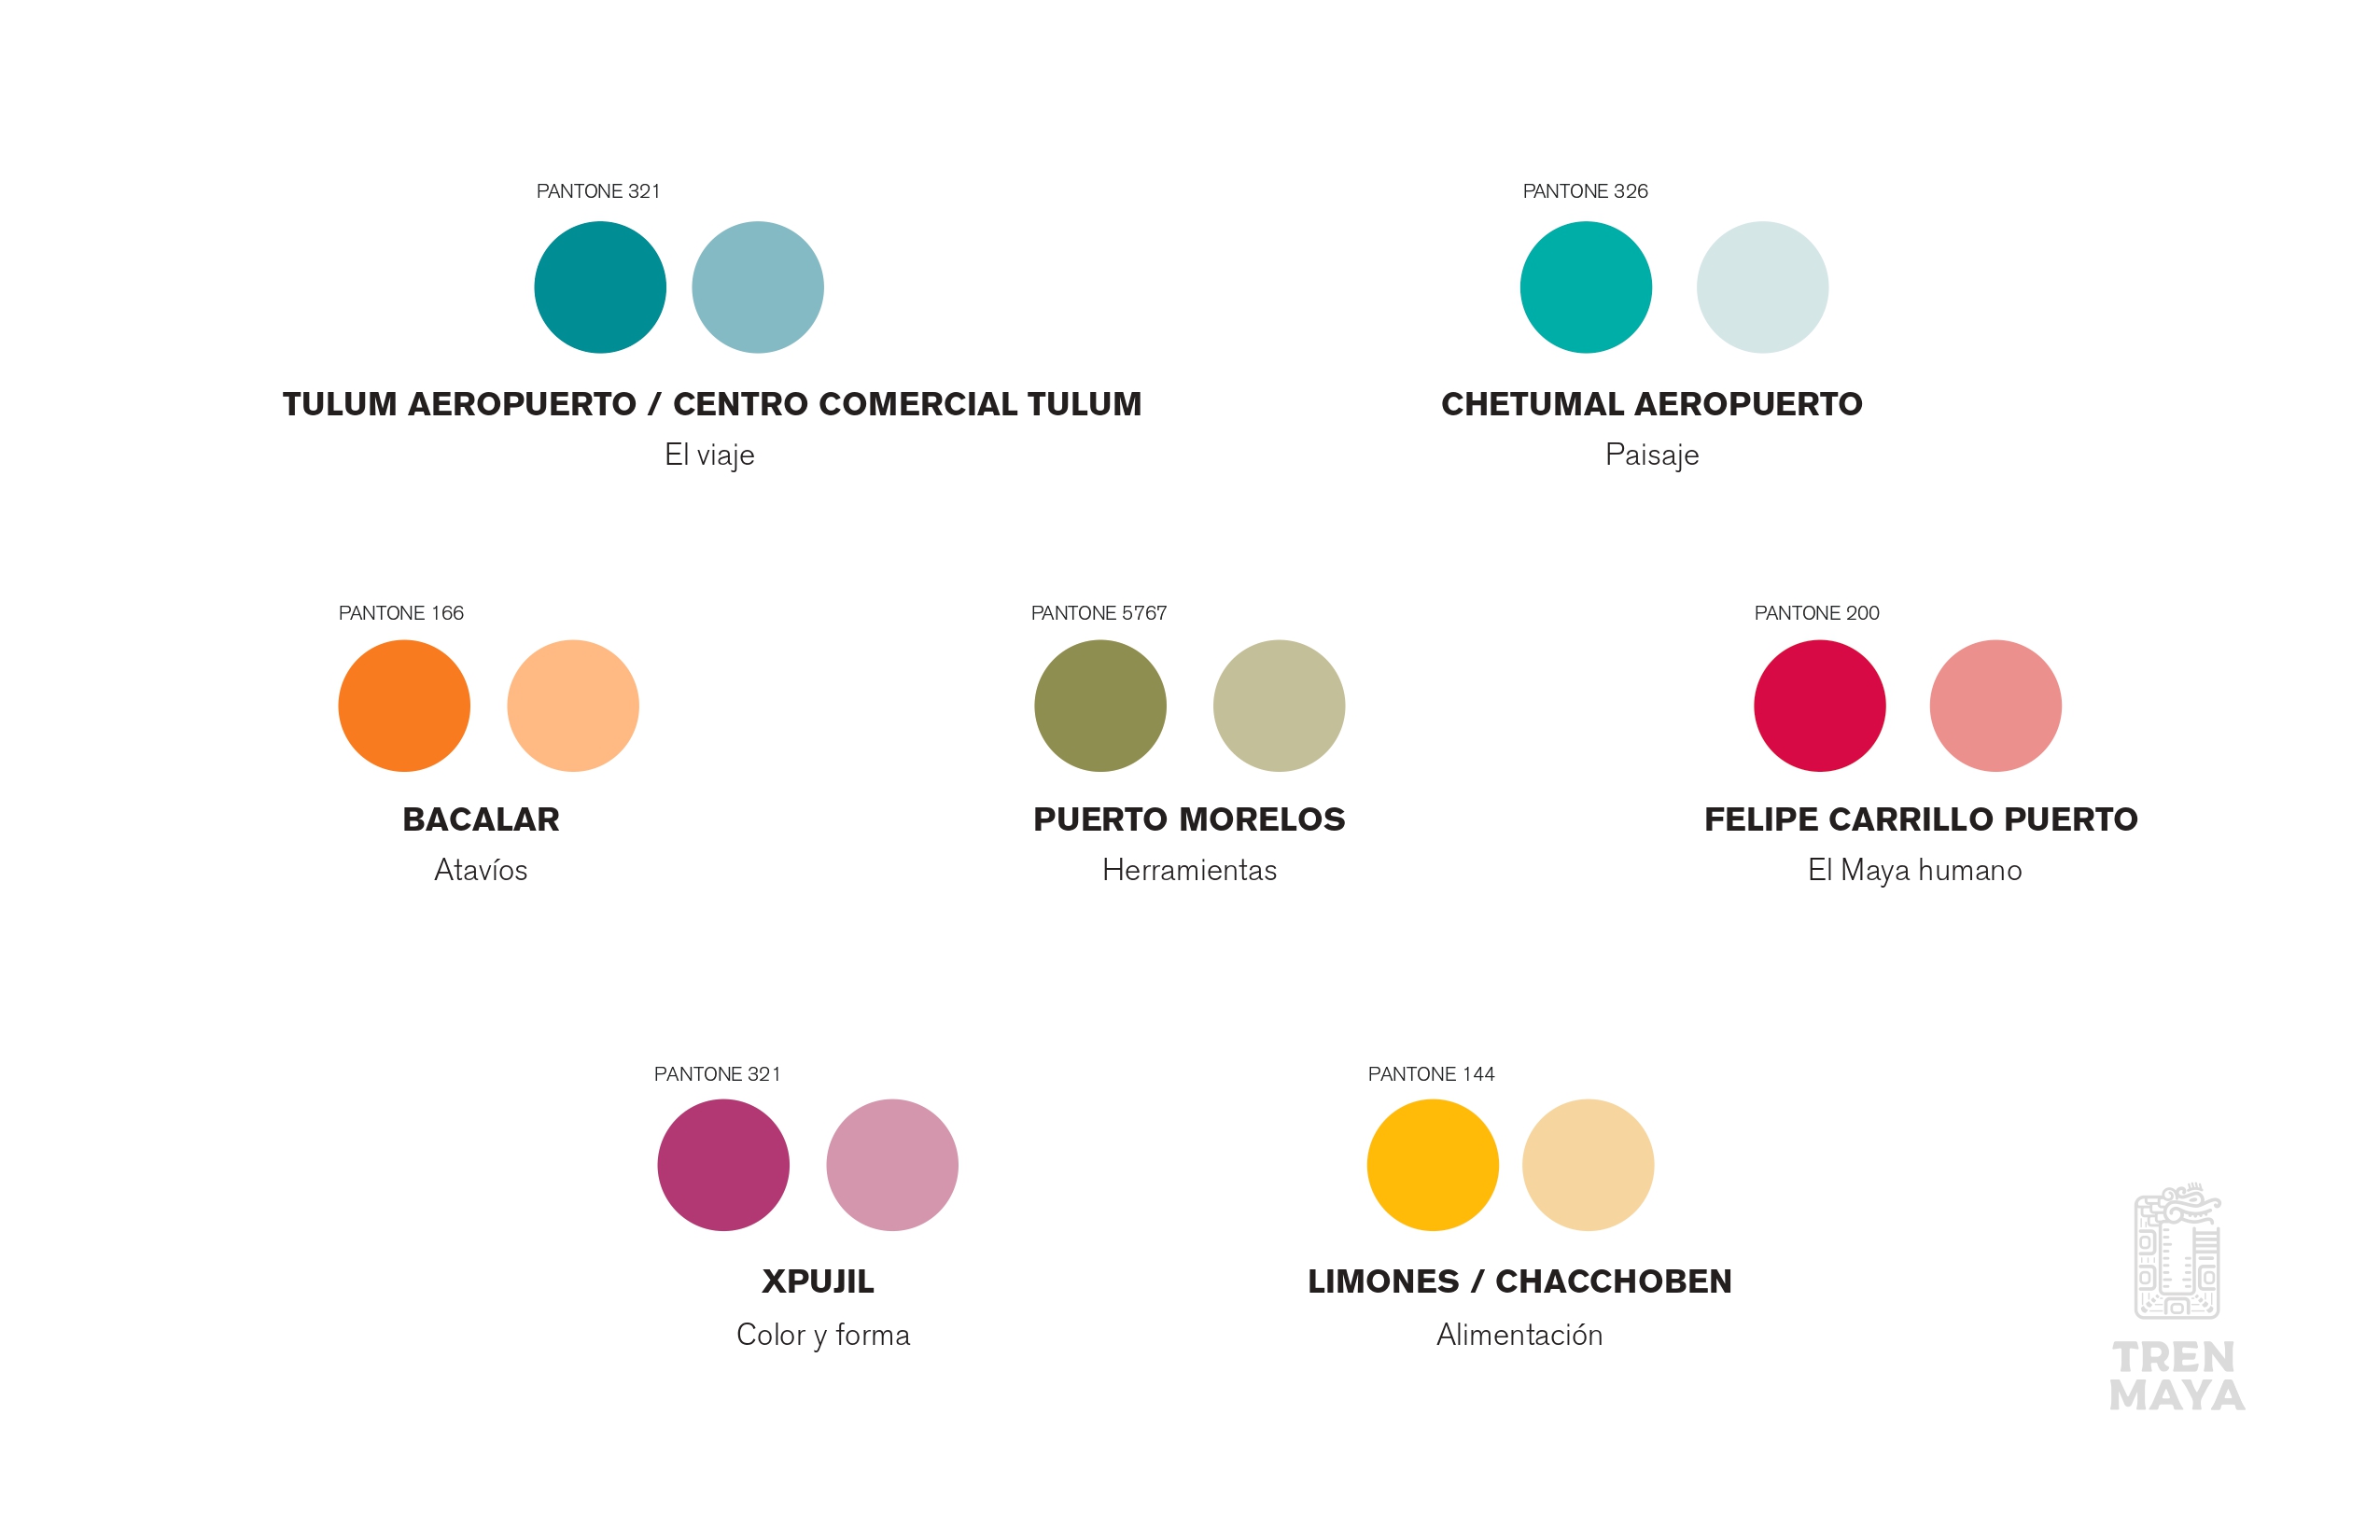 PANTONE 321
PANTONE 326
TULUM AEROPUERTO / CENTRO COMERCIAL TULUM
El viaje
CHETUMAL AEROPUERTO
Paisaje
PANTONE 166
PANTONE 5767
PANTONE 200
BACALAR
Atavíos
PUERTO MORELOS
Herramientas
FELIPE CARRILLO PUERTO
El Maya humano
PANTONE 321
PANTONE 144
XPUJIL
Color y forma
LIMONES / CHACCHOBEN
Alimentación
TREN
MAYA